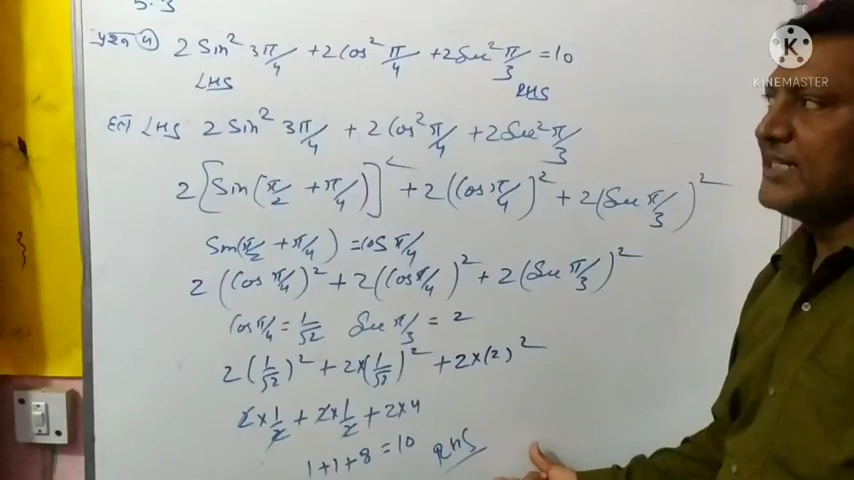 5.3
प्रश्न 4 2 Sin² 3π/4 + 2 Cos² π/4 + 2 Sec² π/3 = 10
LHS RHS
हल LHS 2 Sin² 3π/4 + 2 Cos² π/4 + 2 Sec² π/3
2 [Sin (π/2 + π/4)]² + 2 (Cos π/4)² + 2 (Sec π/3)²
Sin (π/2 + π/4) = Cos π/4
2 (Cos π/4)² + 2 (Cos π/4)² + 2 (Sec π/3)²
Cos π/4 = 1/√2 Sec π/3 = 2
2 (1/√2)² + 2 × (1/√2)² + 2 × (2)²
2 × 1/2 + 2 × 1/2 + 2 × 4
1 + 1 + 8 = 10 RHS
K
KINEMASTER